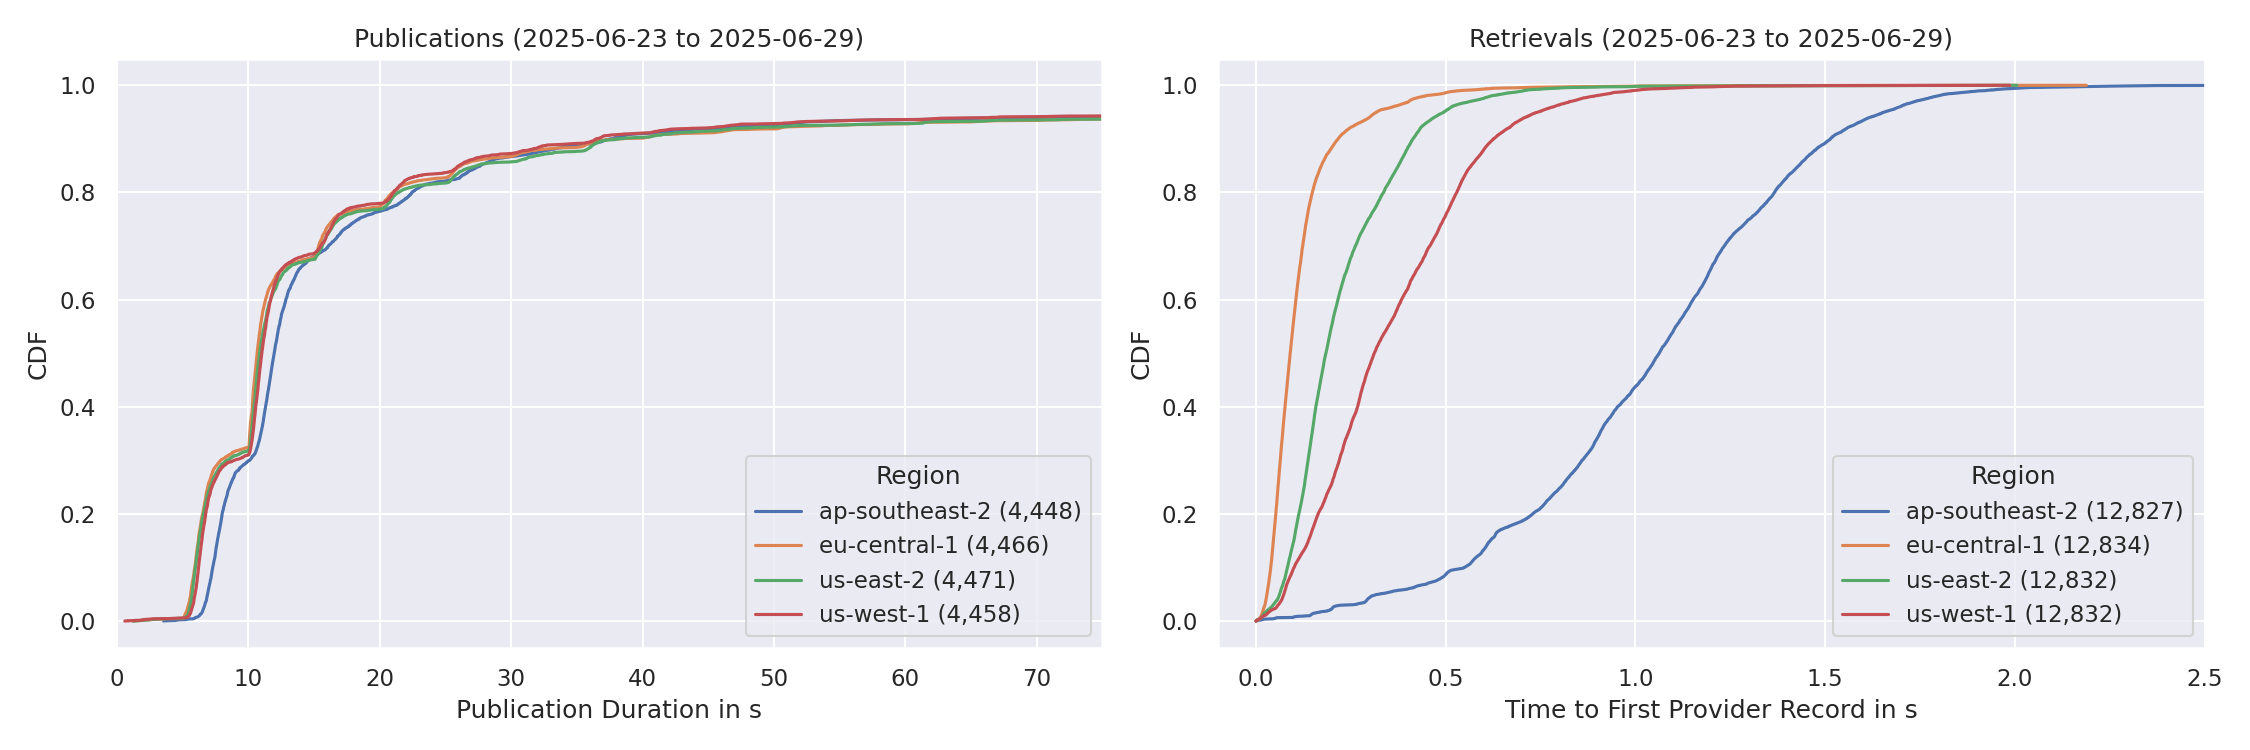 Publications (2025-06-23 to 2025-06-29)
CDF
1.0
0.8
0.6
0.4
0.2
0.0
0 10 20 30 40 50 60 70
Publication Duration in s
Region
ap-southeast-2 (4,448)
eu-central-1 (4,466)
us-east-2 (4,471)
us-west-1 (4,458)
Retrievals (2025-06-23 to 2025-06-29)
CDF
1.0
0.8
0.6
0.4
0.2
0.0
0.0 0.5 1.0 1.5 2.0 2.5
Time to First Provider Record in s
Region
ap-southeast-2 (12,827)
eu-central-1 (12,834)
us-east-2 (12,832)
us-west-1 (12,832)